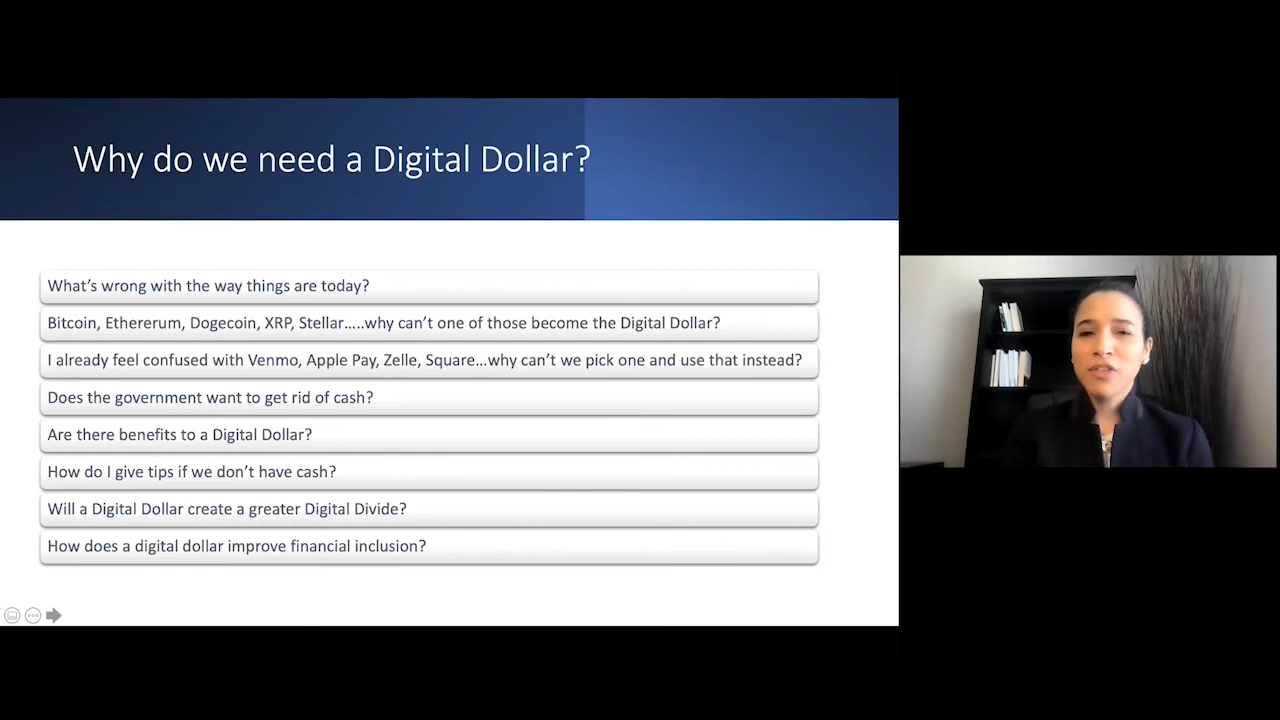 Why do we need a Digital Dollar?
What's wrong with the way things are today?
Bitcoin, Ethererum, Dogecoin, XRP, Stellar…..why can't one of those become the Digital Dollar?
I already feel confused with Venmo, Apple Pay, Zelle, Square…why can't we pick one and use that instead?
Does the government want to get rid of cash?
Are there benefits to a Digital Dollar?
How do I give tips if we don't have cash?
Will a Digital Dollar create a greater Digital Divide?
How does a digital dollar improve financial inclusion?